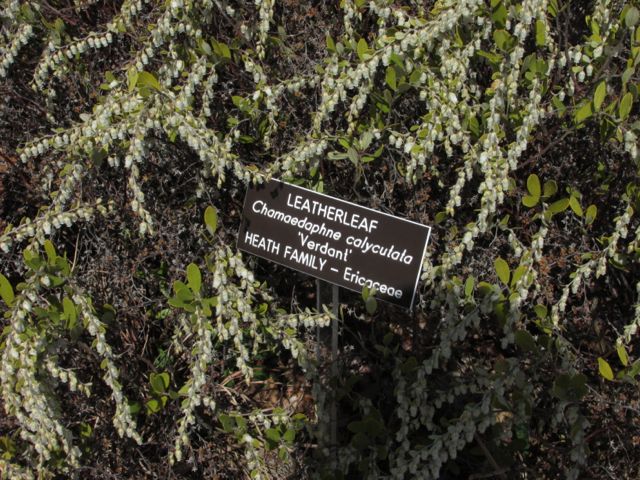 LEATHERLEAF
Chamaedaphne calyculata
'Verdant'
HEATH FAMILY – Ericaceae